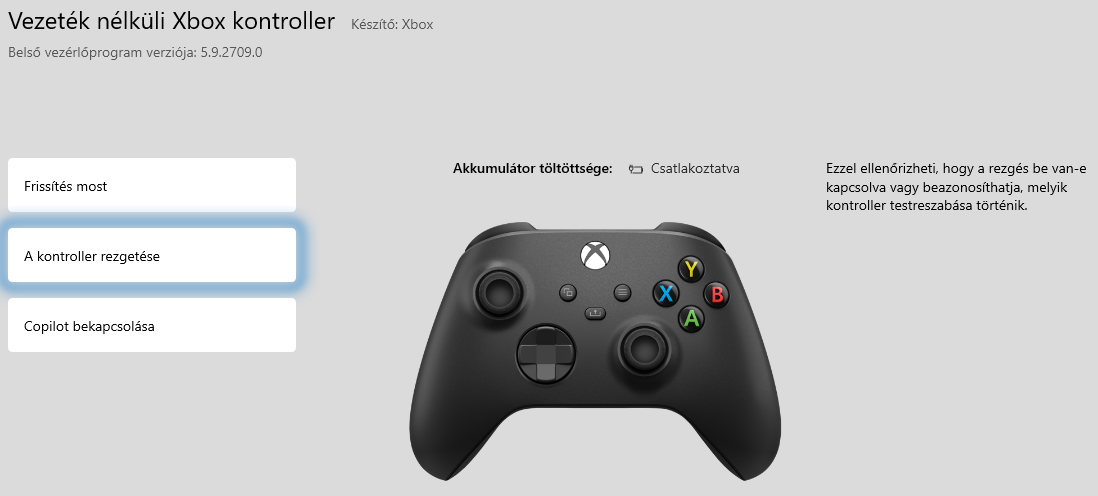 Vezeték nélküli Xbox kontroller Készítő: Xbox
Belső vezérlőprogram verziója: 5.9.2709.0
Frissítés most
A kontroller rezgetése
Copilot bekapcsolása
Akkumulátor töltöttsége: Csatlakoztatva
Y
X
B
A
Ezzel ellenőrizheti, hogy a rezgés be van-e
kapcsolva vagy beazonosíthatja, melyik
kontroller testreszabása történik.